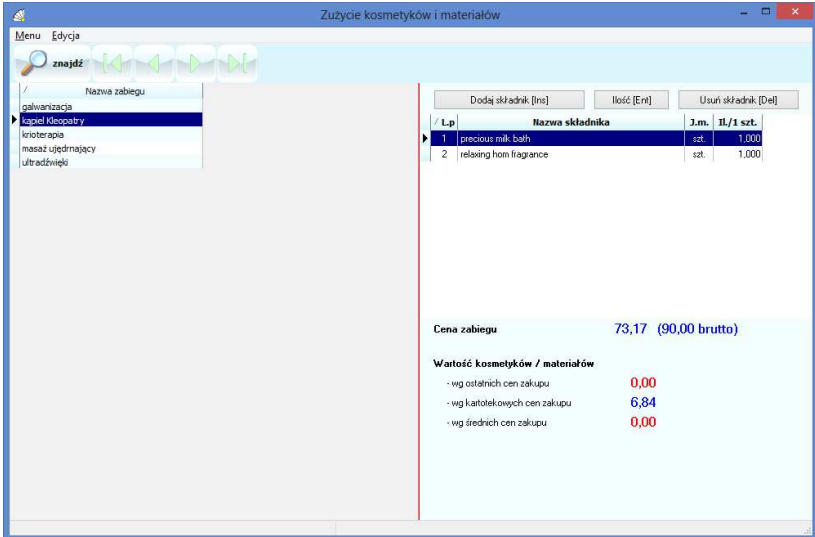 Zużycie kosmetyków i materiałów
Menu Edycja
znajdź
/ Nazwa zabiegu
galwanizacja
kąpiel Kleopatry
krioterapia
masaż ujędrniający
ultradźwięki
Dodaj składnik [Ins] Ilość [Ent] Usuń składnik [Del]
/ L.p Nazwa składnika J.m. Il./1 szt.
1 precious milk bath szt. 1,000
2 relaxing hom fragrance szt. 1,000
Cena zabiegu 73,17 (90,00 brutto)
Wartość kosmetyków / materiałów
- wg ostatnich cen zakupu 0,00
- wg kartotekowych cen zakupu 6,84
- wg średnich cen zakupu 0,00